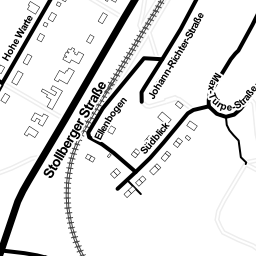 Hohe Warte
Johann-Richter-Straße
Max-
Türpe-Straße
Stollberger Straße
Ellenbogen
Südblick